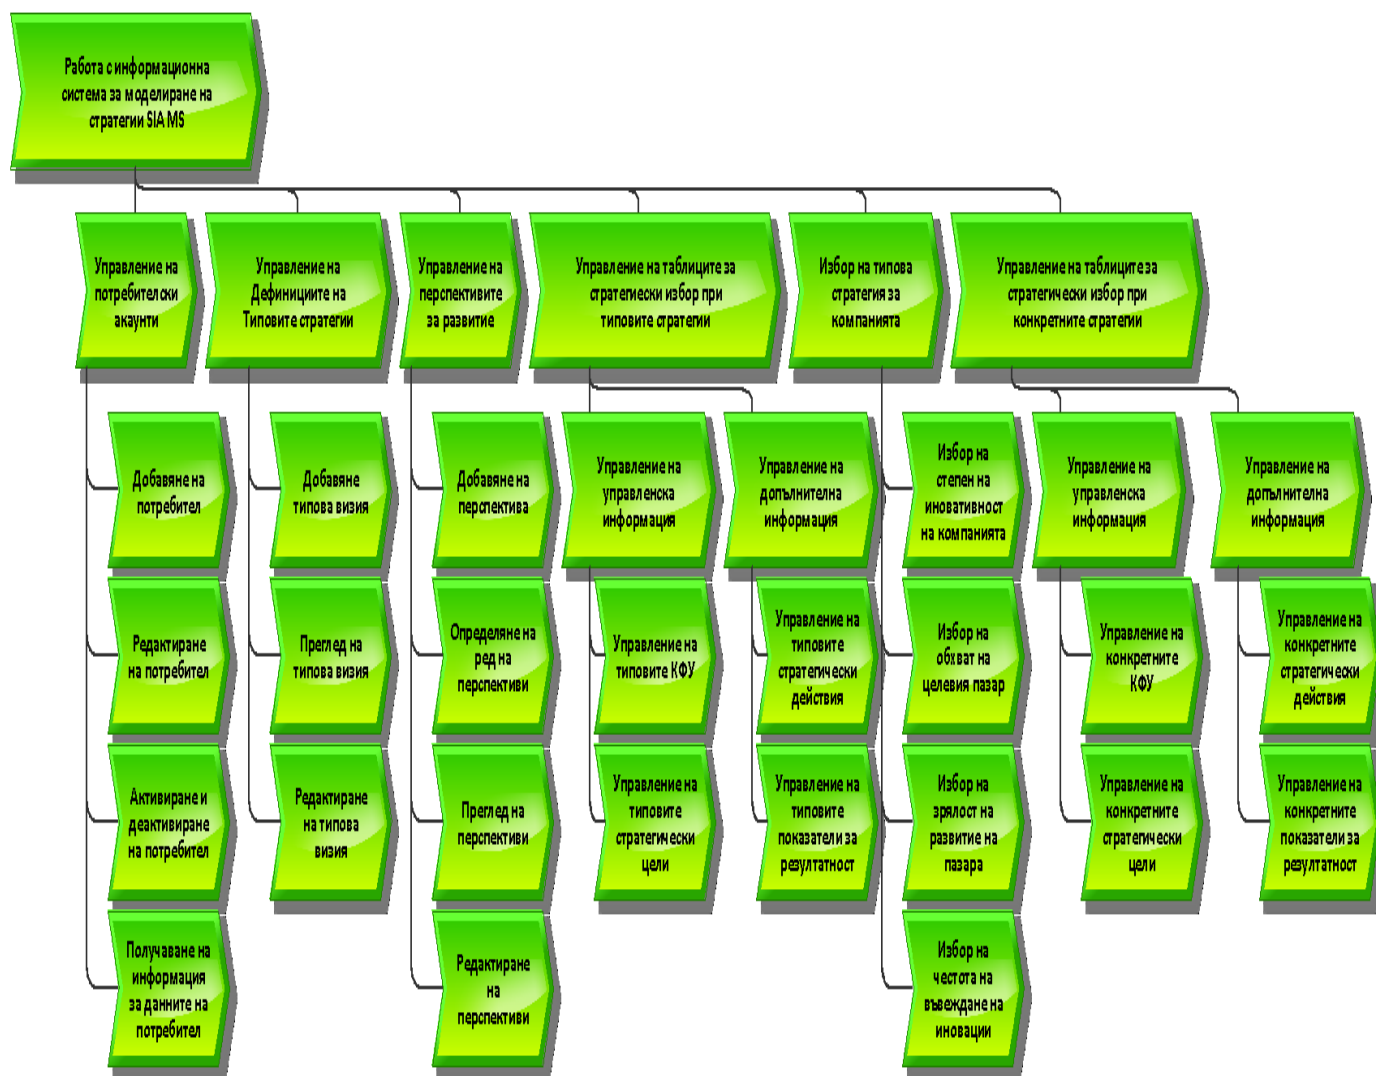 Работа с информационна
система за моделиране на
стратегии SIA MS
Управление на
потребителски
акаунти
Управление на
Дефинициите на
Типовите стратегии
Управление на
перспективите
за развитие
Управление на таблиците за
стратегиески избор при
типовите стратегии
Избор на типова
стратегия за
компанията
Управление на таблиците за
стратегически избор при
конкретните стратегии
Добавяне на
потребител
Добавяне
типова визия
Добавяне на
перспектива
Управление на
управленска
информация
Управление на
допълнителна
информация
Избор на
степен на
иновативност
на компанията
Управление на
управленска
информация
Управление на
допълнителна
информация
Редактиране
на потребител
Преглед на
типова визия
Определяне на
ред на
перспективи
Управление на
типовите КФУ
Управление на
типовите
стратегически
действия
Избор на
обхват на
целевия пазар
Управление на
конкретните
КФУ
Управление на
конкретните
стратегически
действия
Активиране и
деактивиране
на потребител
Редактиране
на типова
визия
Преглед на
перспективи
Управление на
типовите
стратегически
цели
Управление на
типовите
показатели за
резултатност
Избор на
зрялост на
развитие на
пазара
Управление на
конкретните
стратегически
цели
Управление на
конкретните
показатели за
резултатност
Получаване на
информация
за данните на
потребител
Редактиране
на
перспективи
Избор на
честота на
въвеждане на
иновации